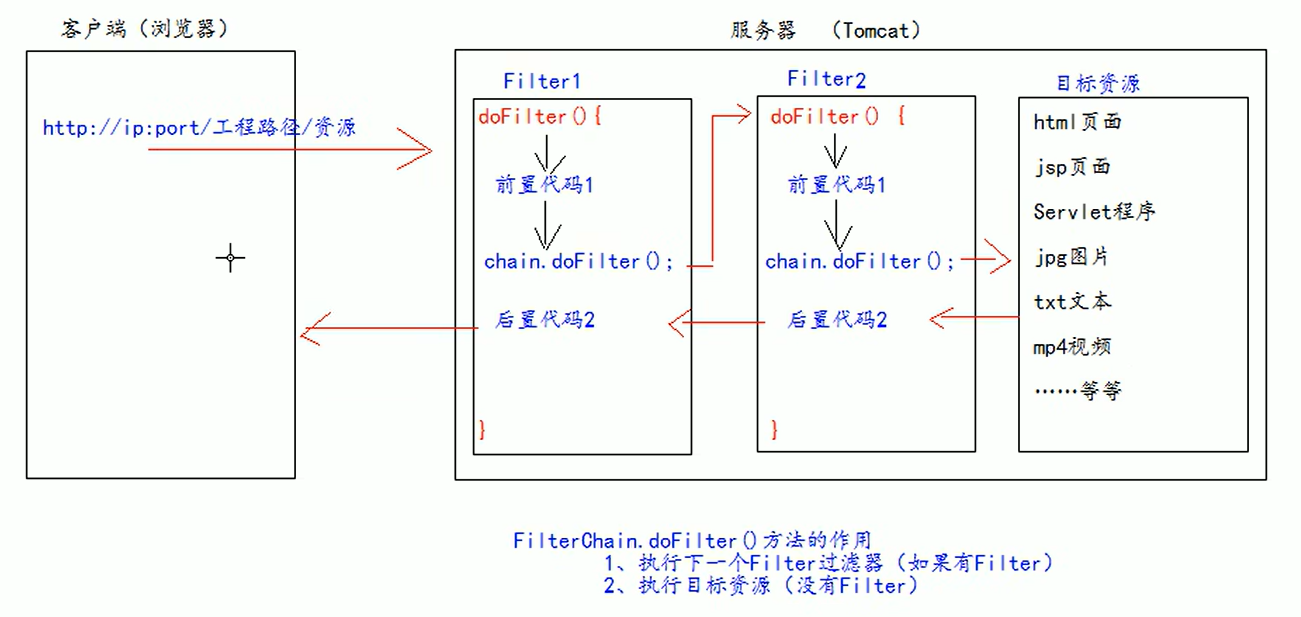 客户端（浏览器）
服务器 （Tomcat）
http://ip:port/工程路径/资源
Filter1
doFilter(){
前置代码1
chain.doFilter();
后置代码2
}
Filter2
doFilter() {
前置代码1
chain.doFilter();
后置代码2
}
目标资源
html页面
jsp页面
Servlet程序
jpg图片
txt文本
mp4视频
……等等
FilterChain.doFilter()方法的作用
1、执行下一个Filter过滤器（如果有Filter）
2、执行目标资源（没有Filter）